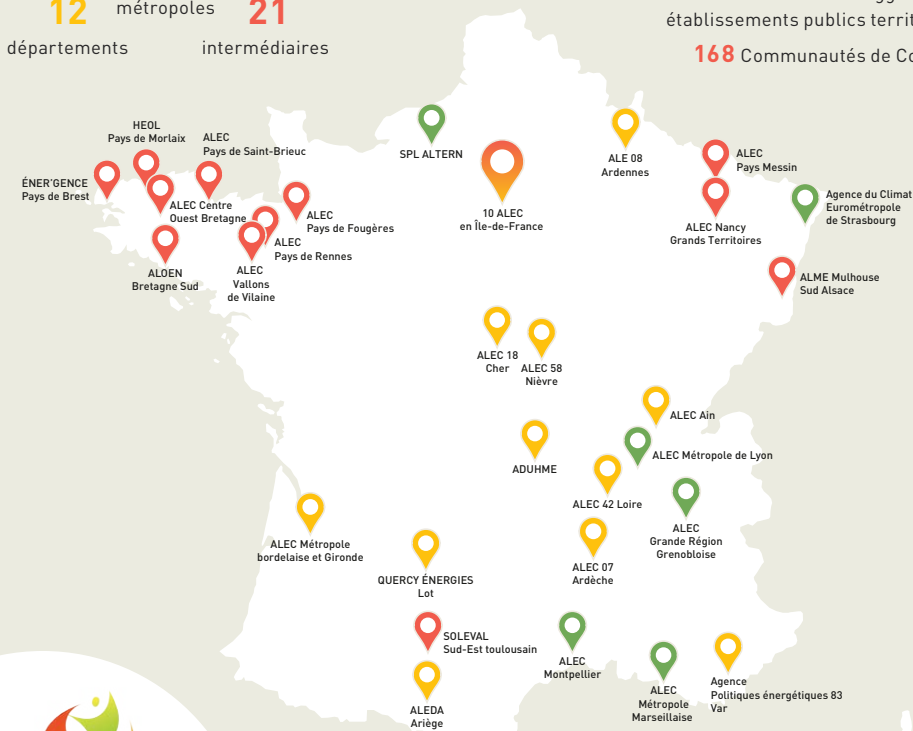 12
métropoles
21
départements
intermédiaires
établissements publics
168 Communautés de
HEOL
Pays de Morlaix
ALEC
Pays de Saint-Brieuc
ÉNER'GENCE
Pays de Brest
ALEC Centre
Ouest Bretagne
ALEC
Pays de Fougères
ALEC
Pays de Rennes
ALOEN
Bretagne Sud
ALEC
Vallons
de Vilaine
SPL ALTERN
10 ALEC
en Île-de-France
ALE 08
Ardennes
ALEC
Pays Messin
ALEC Nancy
Grands Territoires
Agence du Climat
Eurométropole
de Strasbourg
ALME Mulhouse
Sud Alsace
ALEC 18
Cher
ALEC 58
Nièvre
ALEC Ain
ADUHME
ALEC Métropole de Lyon
ALEC 42 Loire
ALEC
Grande Région
Grenobloise
ALEC Métropole
bordelaise et Gironde
QUERCY ÉNERGIES
Lot
ALEC 07
Ardèche
SOLEVAL
Sud-Est toulousain
ALEC
Montpellier
ALEC
Métropole
Marseillaise
Agence
Politiques énergétiques 83
Var
ALEDA
Ariège